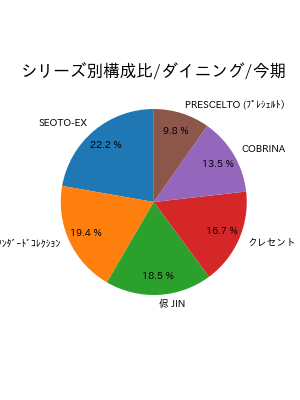 シリーズ別構成比/ダイニング/今期
PRESCELTO (ﾌﾟﾚｼｪﾙﾄ)
9.8 %
COBRINA
13.5 %
クレセント
16.7 %
侭 JIN
18.5 %
ﾝﾀﾞｰﾄﾞｺﾚｸｼｮﾝ
19.4 %
SEOTO-EX
22.2 %